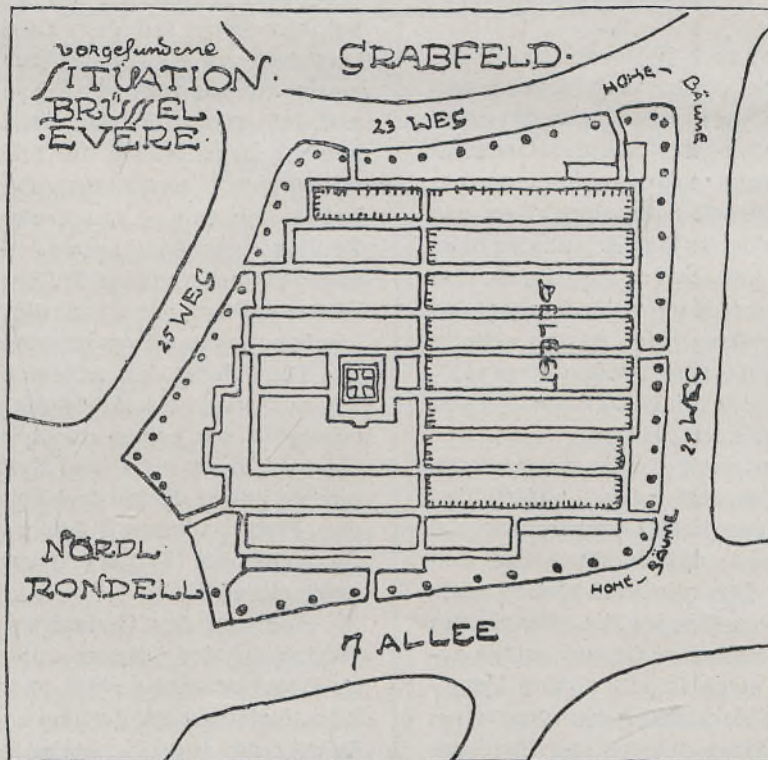 vorgefundene
SITUATION.
BRÜSSEL
EVERE.
GRABFELD.
HOHE-BÄUME
23 WEG
25 WEG
BELEGT
21 WEG
NÖRDL.
RONDELL
HOHE-BÄUME
7 ALLEE